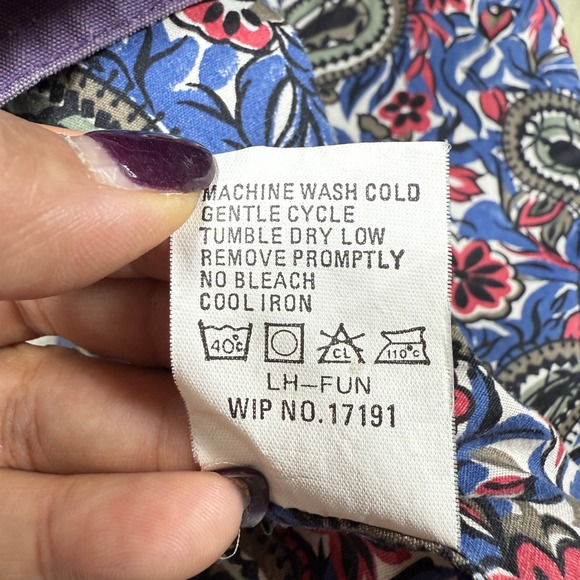 MACHINE WASH COLD
GENTLE CYCLE
TUMBLE DRY LOW
REMOVE PROMPTLY
NO BLEACH
COOL IRON
40c CL 110°C
LH-FUN
WIP NO.17191